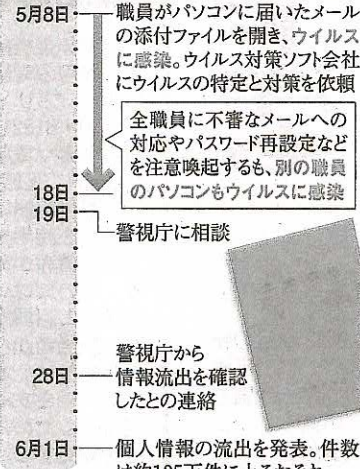 5月8日
職員がパソコンに届いたメール
の添付ファイルを開き、ウイルス
に感染。ウイルス対策ソフト会社
にウイルスの特定と対策を依頼
全職員に不審なメールへの
対応やパスワード再設定など
を注意喚起するも、別の職員
のパソコンもウイルスに感染
18日
19日
警視庁に相談
28日
警視庁から
情報流出を確認
したとの連絡
6月1日
個人情報の流出を発表。件数